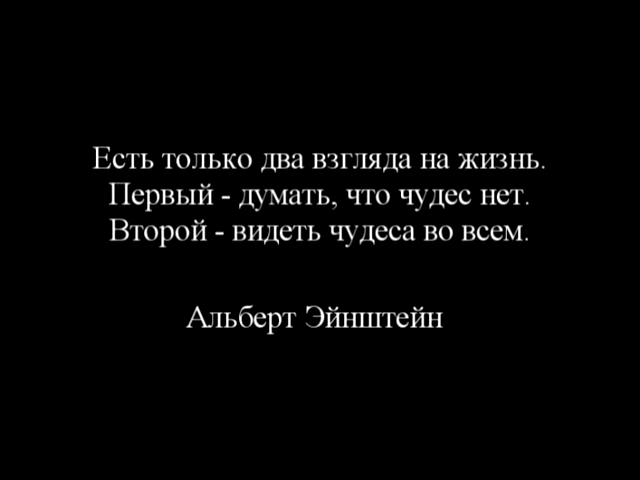 Есть только два взгляда на жизнь.
Первый - думать, что чудес нет.
Второй - видеть чудеса во всем.
Альберт Эйнштейн